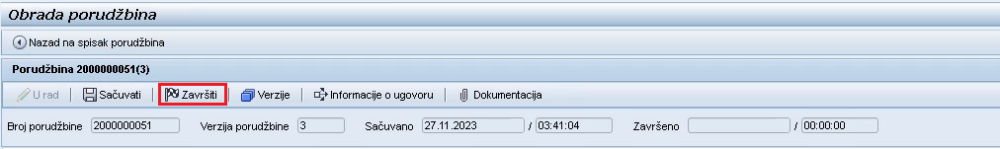 Obrada porudžbina
Nazad na spisak porudžbina
Porudžbina 2000000051(3)
U rad Sačuvati Završiti Verzije Informacije o ugovoru Dokumentacija
Broj porudžbine 2000000051 Verzija porudžbine 3 Sačuvano 27.11.2023 / 03:41:04 Završeno / 00:00:00